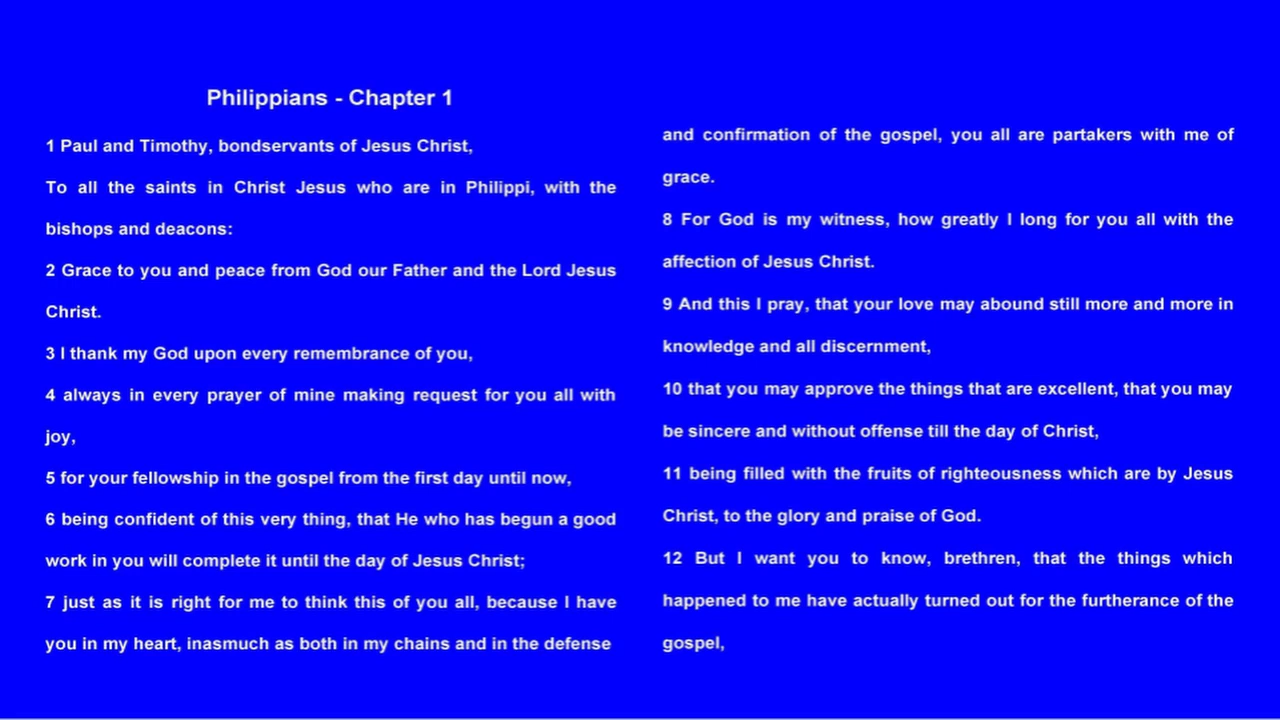 Philippians - Chapter 1
1 Paul and Timothy, bondservants of Jesus Christ,
To all the saints in Christ Jesus who are in Philippi, with the
bishops and deacons:
2 Grace to you and peace from God our Father and the Lord Jesus
Christ.
3 I thank my God upon every remembrance of you,
4 always in every prayer of mine making request for you all with
joy,
5 for your fellowship in the gospel from the first day until now,
6 being confident of this very thing, that He who has begun a good
work in you will complete it until the day of Jesus Christ;
7 just as it is right for me to think this of you all, because I have
you in my heart, inasmuch as both in my chains and in the defense
and confirmation of the gospel, you all are partakers with me of
grace.
8 For God is my witness, how greatly I long for you all with the
affection of Jesus Christ.
9 And this I pray, that your love may abound still more and more in
knowledge and all discernment,
10 that you may approve the things that are excellent, that you may
be sincere and without offense till the day of Christ,
11 being filled with the fruits of righteousness which are by Jesus
Christ, to the glory and praise of God.
12 But I want you to know, brethren, that the things which
happened to me have actually turned out for the furtherance of the
gospel,